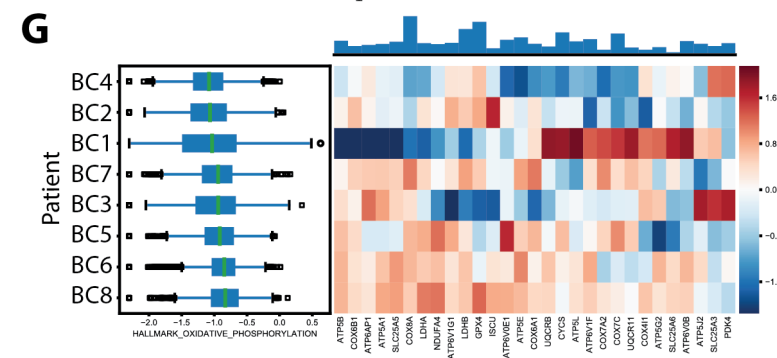 G
Patient
BC4
BC2
BC1
BC7
BC3
BC5
BC6
BC8
−2.0 −1.5 −1.0 −0.5 0.0 0.5
HALLMARK_OXIDATIVE_PHOSPHORYLATION
ATP5B COX6B1 ATP6AP1 ATP5A1 SLC25A5 COX8A LDHA NDUFA4 ATP6V1G1 LDHB GPX4 ISCU ATP6V0E1 ATP5E COX6A1 UQCRB CYCS ATP5L ATP6V1F COX7A2 COX7C UQCR11 COX4I1 ATP5G2 SLC25A6 ATP6V0B ATP5J2 SLC25A3 PDK4
1.6
0.8
0.0
−0.
−1.